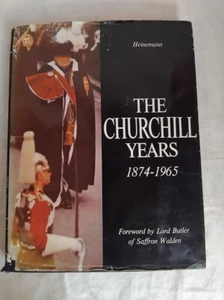 Heinemann
THE
CHURCHILL
YEARS
1874-1965
Foreword by Lord Butler
of Saffron Walden